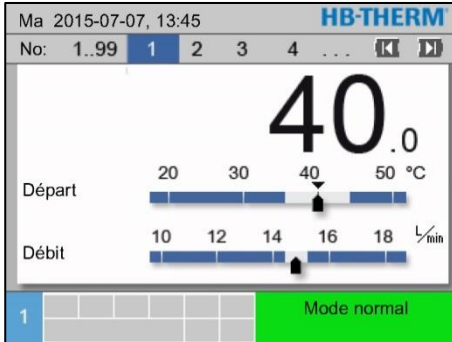 Ma 2015-07-07, 13:45 HB-THERM®
No: 1..99 1 2 3 4 ...
40.0
20 30 40 50 °C
Départ
10 12 14 16 18 L/min
Débit
1 Mode normal